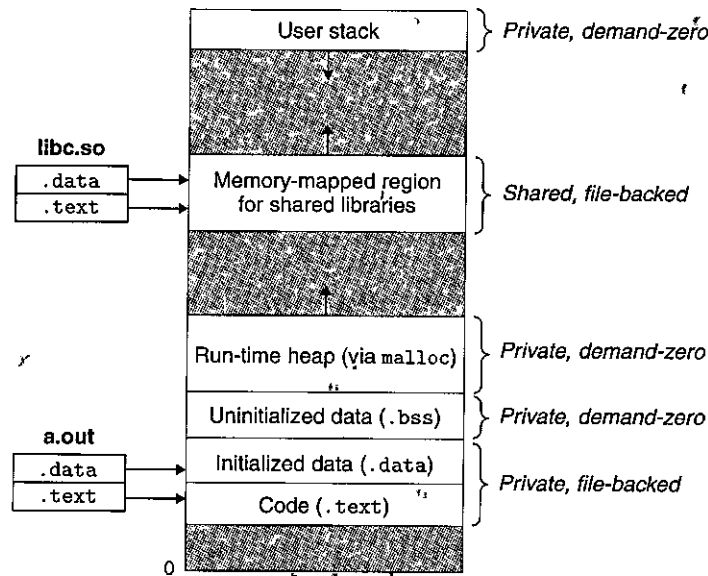 User stack
Private, demand-zero
libc.so
.data
.text
Memory-mapped region
for shared libraries
Shared, file-backed
Run-time heap (via malloc)
Private, demand-zero
Uninitialized data (.bss)
Private, demand-zero
a.out
.data
.text
Initialized data (.data)
Code (.text)
Private, file-backed
0